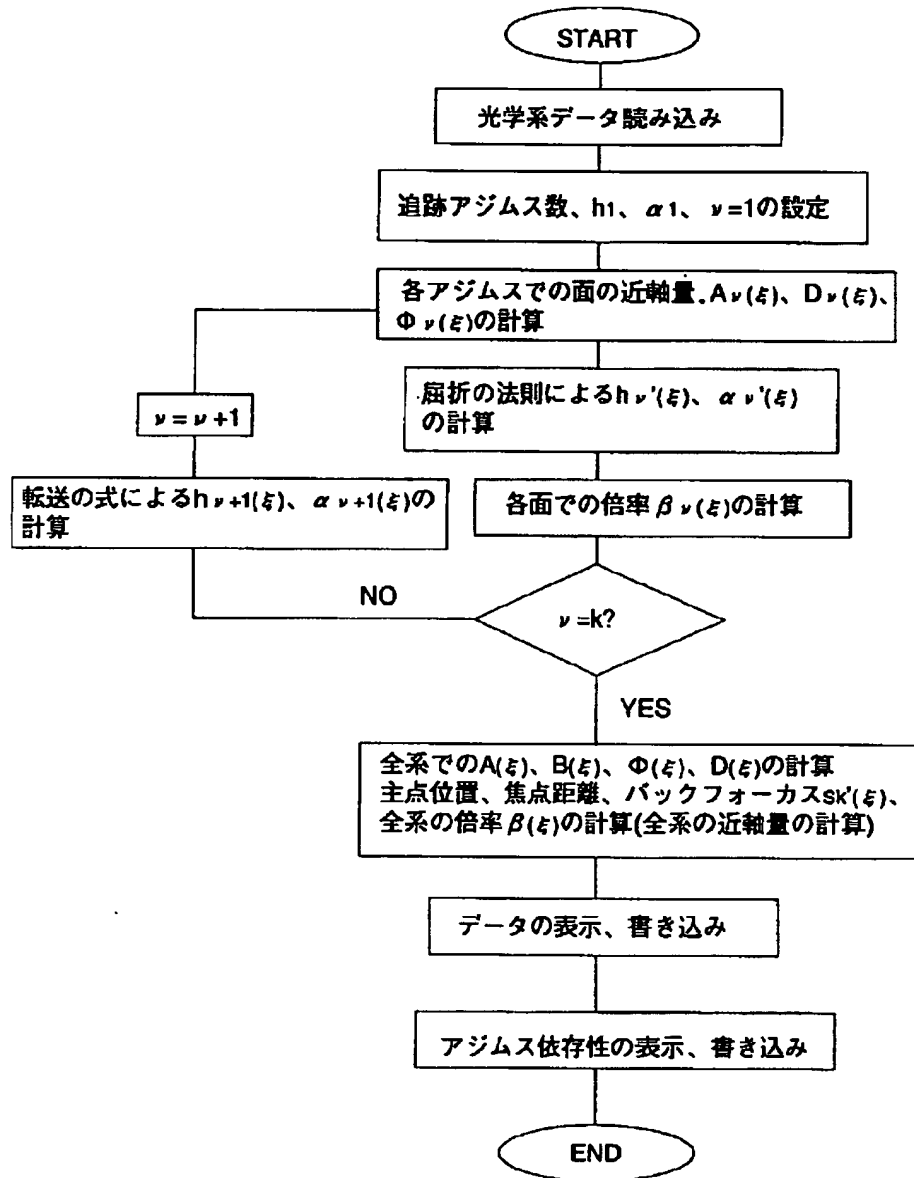 START
光学系データ読み込み
追跡アジムス数、h1、α1、ν=1の設定
各アジムスでの面の近軸量、Aν(ξ)、Dν(ξ)、
Φν(ξ)の計算
屈折の法則によるhν'(ξ)、αν'(ξ)
の計算
ν=ν+1
転送の式によるhν+1(ξ)、αν+1(ξ)の
計算
各面での倍率βν(ξ)の計算
NO
ν=k?
YES
全系でのA(ξ)、B(ξ)、Φ(ξ)、D(ξ)の計算
主点位置、焦点距離、バックフォーカスsk'(ξ)、
全系の倍率β(ξ)の計算(全系の近軸量の計算)
データの表示、書き込み
アジムス依存性の表示、書き込み
END